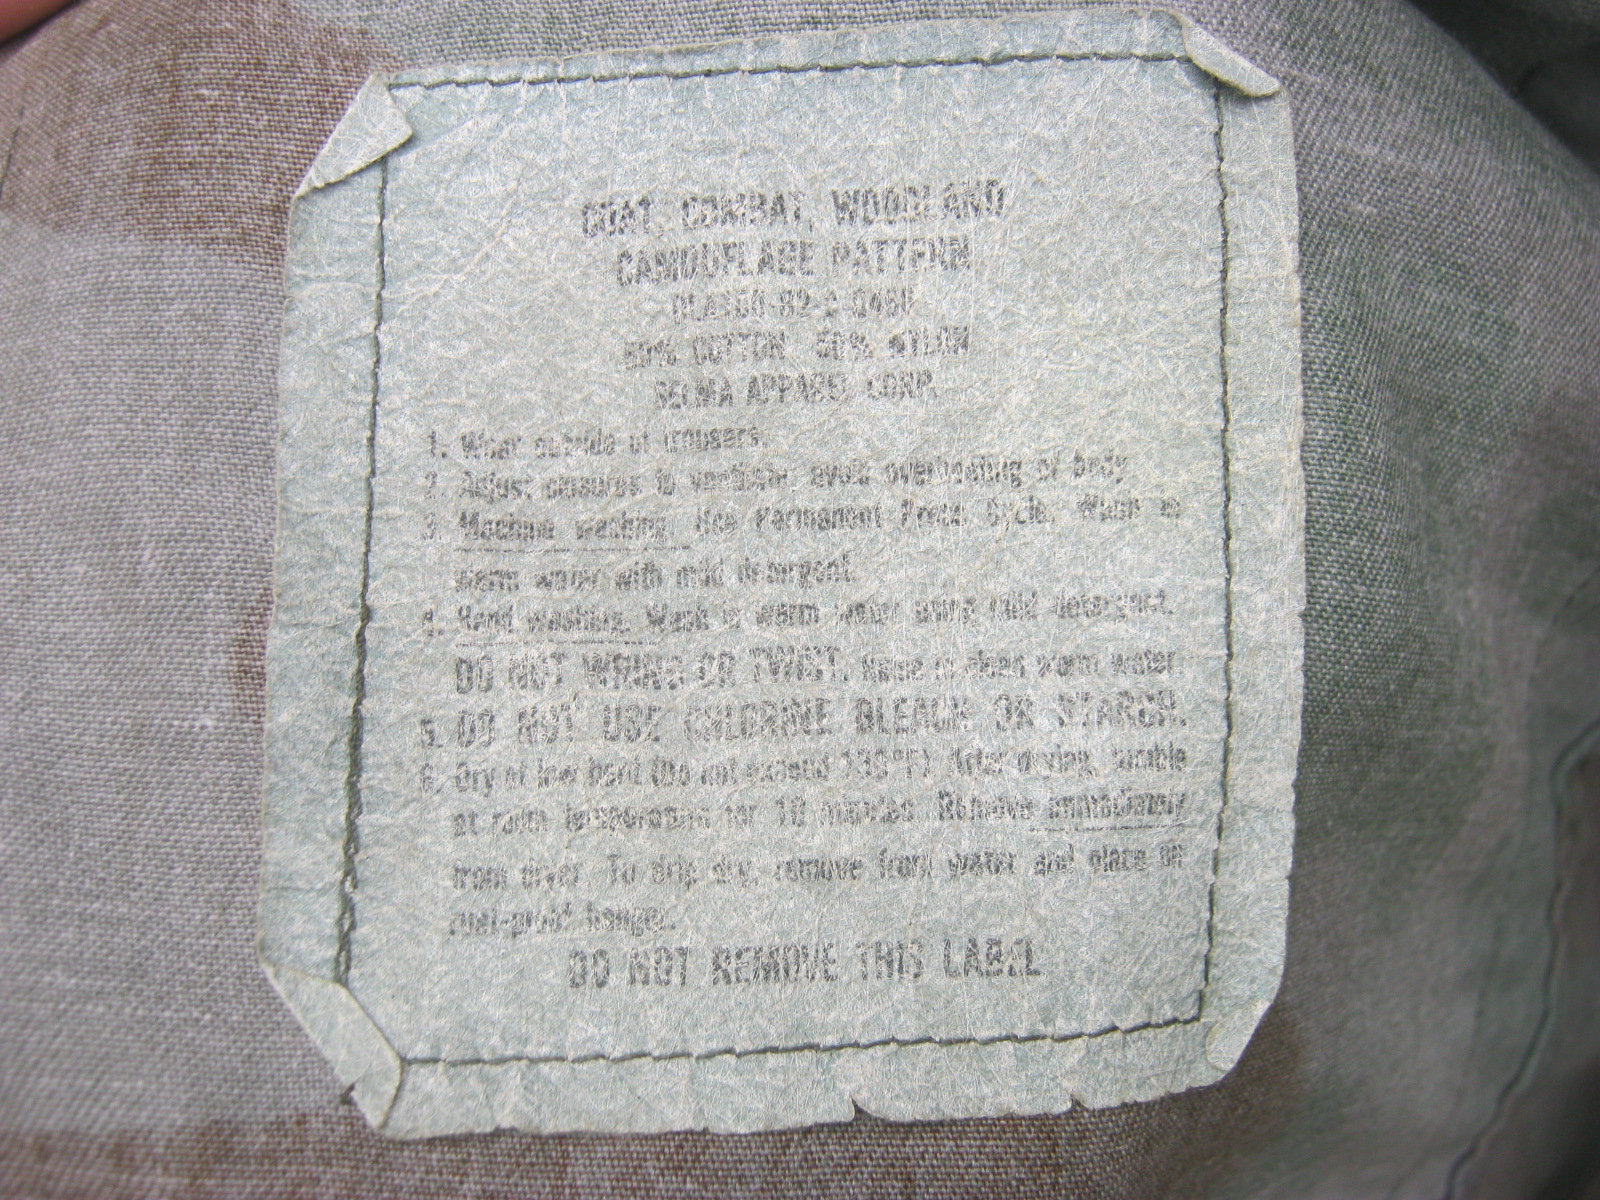 COAT, COMBAT, WOODLAND
CAMOUFLAGE PATTERN
50% COTTON 50% NYLON
SELMA APPAREL CORP.
1. Wear outside of trousers.
2. Adjust closures to ventilate, avoid overheating of body.
3. Machine washing. Use Permanent Press Cycle. Wash in
warm water with mild detergent.
4. Hand washing. Wash in warm water using mild detergent.
DO NOT WRING OR TWIST. Rinse in clean warm water.
5. DO NOT USE CHLORINE BLEACH OR STARCH.
6. Dry at low heat (Do not exceed 130°F). After drying, tumble
at room temperature for 10 minutes. Remove immediately
from dryer. To drip dry, remove from water and place on
rust-proof hanger.
DO NOT REMOVE THIS LABEL